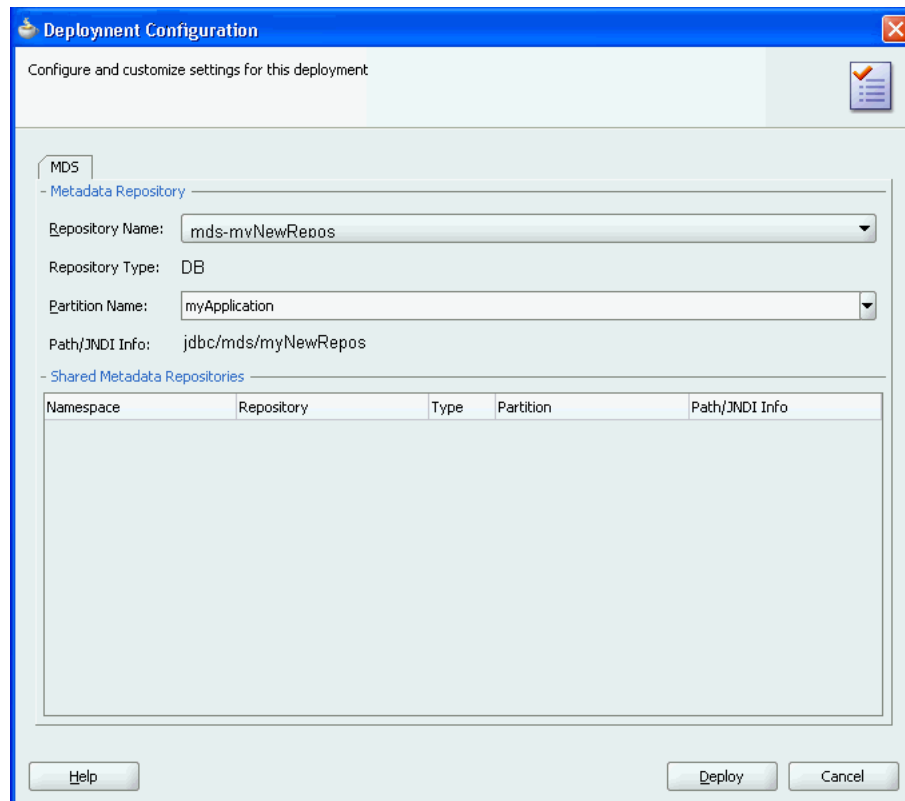 Deployment Configuration
Configure and customize settings for this deployment
MDS
Metadata Repository
Repository Name: mds-myNewRepos
Repository Type: DB
Partition Name: myApplication
Path/JNDI Info: jdbc/mds/myNewRepos
Shared Metadata Repositories
Namespace Repository Type Partition Path/JNDI Info
Help Deploy Cancel